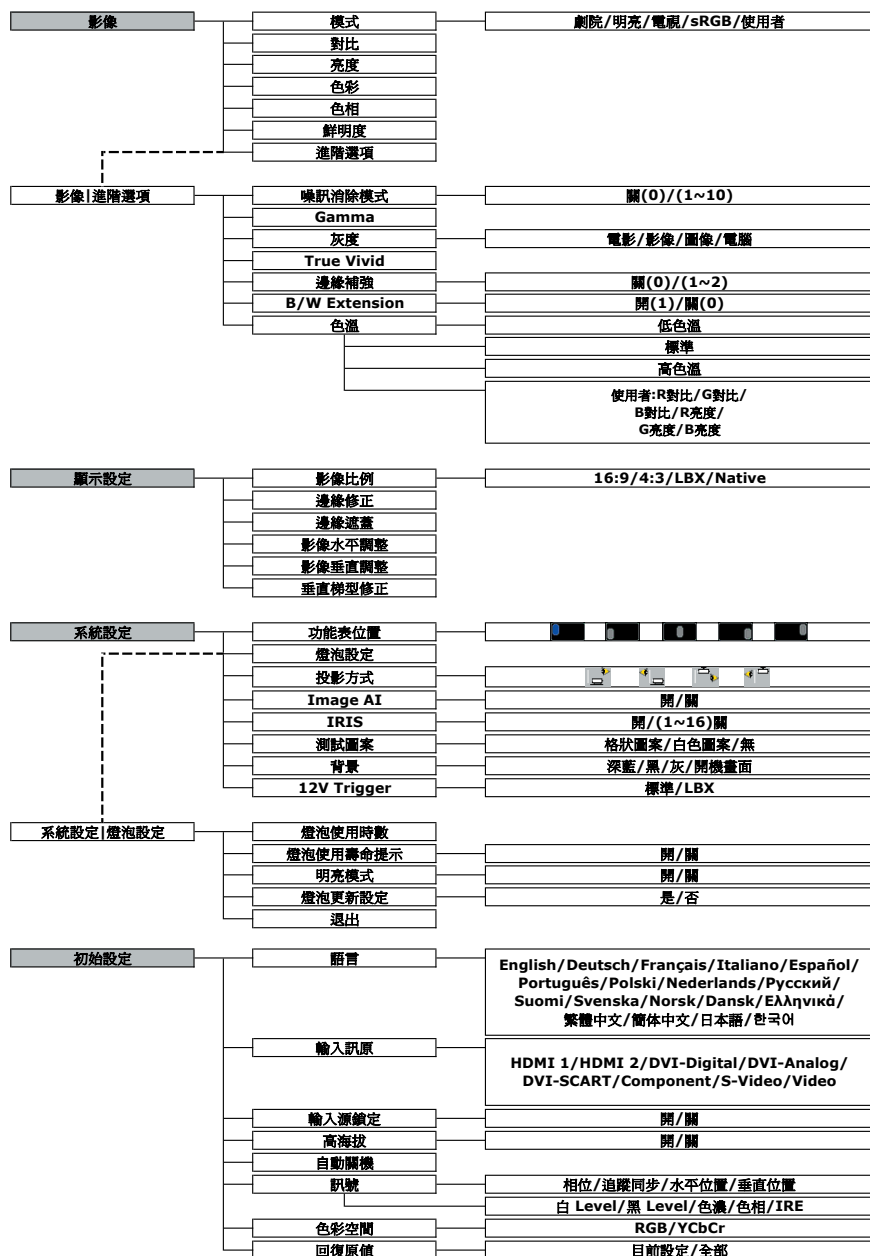 影像 模式 劇院/明亮/電視/sRGB/使用者
對比
亮度
色彩
色相
鮮明度
進階選項
影像|進階選項 噪訊消除模式 關(0)/(1~10)
Gamma
灰度 電影/影像/圖像/電腦
True Vivid
邊緣補強 關(0)/(1~2)
B/W Extension 開(1)/關(0)
色溫 低色溫
標準
高色溫
使用者:R對比/G對比/
B對比/R亮度/
G亮度/B亮度
顯示設定 影像比例 16:9/4:3/LBX/Native
邊緣修正
邊緣遮蓋
影像水平調整
影像垂直調整
垂直梯型修正
系統設定 功能表位置
燈泡設定
投影方式
Image AI 開/關
IRIS 開/(1~16)關
測試圖案 格狀圖案/白色圖案/無
背景 深藍/黑/灰/開機畫面
12V Trigger 標準/LBX
系統設定|燈泡設定 燈泡使用時數
燈泡使用壽命提示 開/關
明亮模式 開/關
燈泡更新設定 是/否
退出
初始設定 語言 English/Deutsch/Français/Italiano/Español/
Português/Polski/Nederlands/Русский/
Suomi/Svenska/Norsk/Dansk/Ελληνικά/
繁體中文/簡体中文/日本語/한국어
輸入訊原 HDMI 1/HDMI 2/DVI-Digital/DVI-Analog/
DVI-SCART/Component/S-Video/Video
輸入源鎖定 開/關
高海拔 開/關
自動關機
訊號 相位/追蹤同步/水平位置/垂直位置
白 Level/黑 Level/色濃/色相/IRE
色彩空間 RGB/YCbCr
回復原值 目前設定/全部